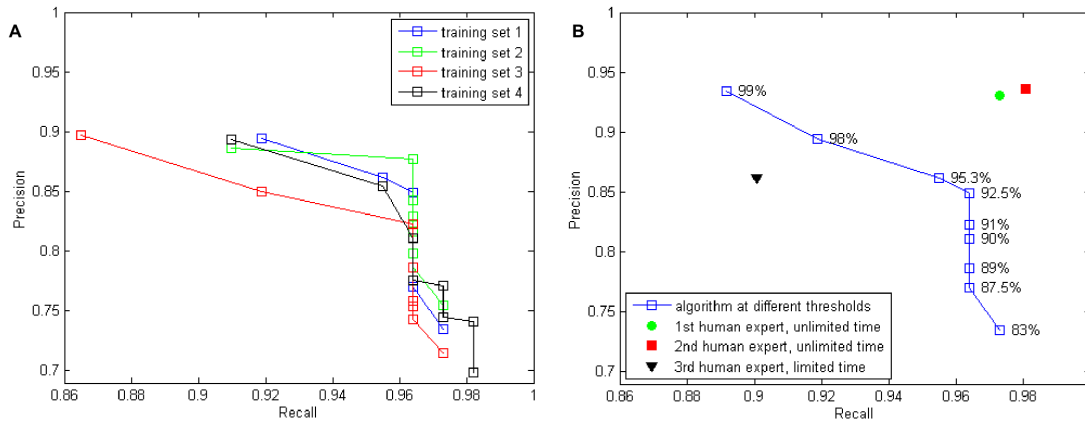 A
1
0.95
0.9
0.85
0.8
0.75
0.7
Precision
0.86 0.88 0.9 0.92 0.94 0.96 0.98 1
Recall
training set 1
training set 2
training set 3
training set 4
B
1
0.95
0.9
0.85
0.8
0.75
0.7
Precision
99%
98%
95.3%
92.5%
91%
90%
89%
87.5%
83%
algorithm at different thresholds
1st human expert, unlimited time
2nd human expert, unlimited time
3rd human expert, limited time
0.86 0.88 0.9 0.92 0.94 0.96 0.98
Recall